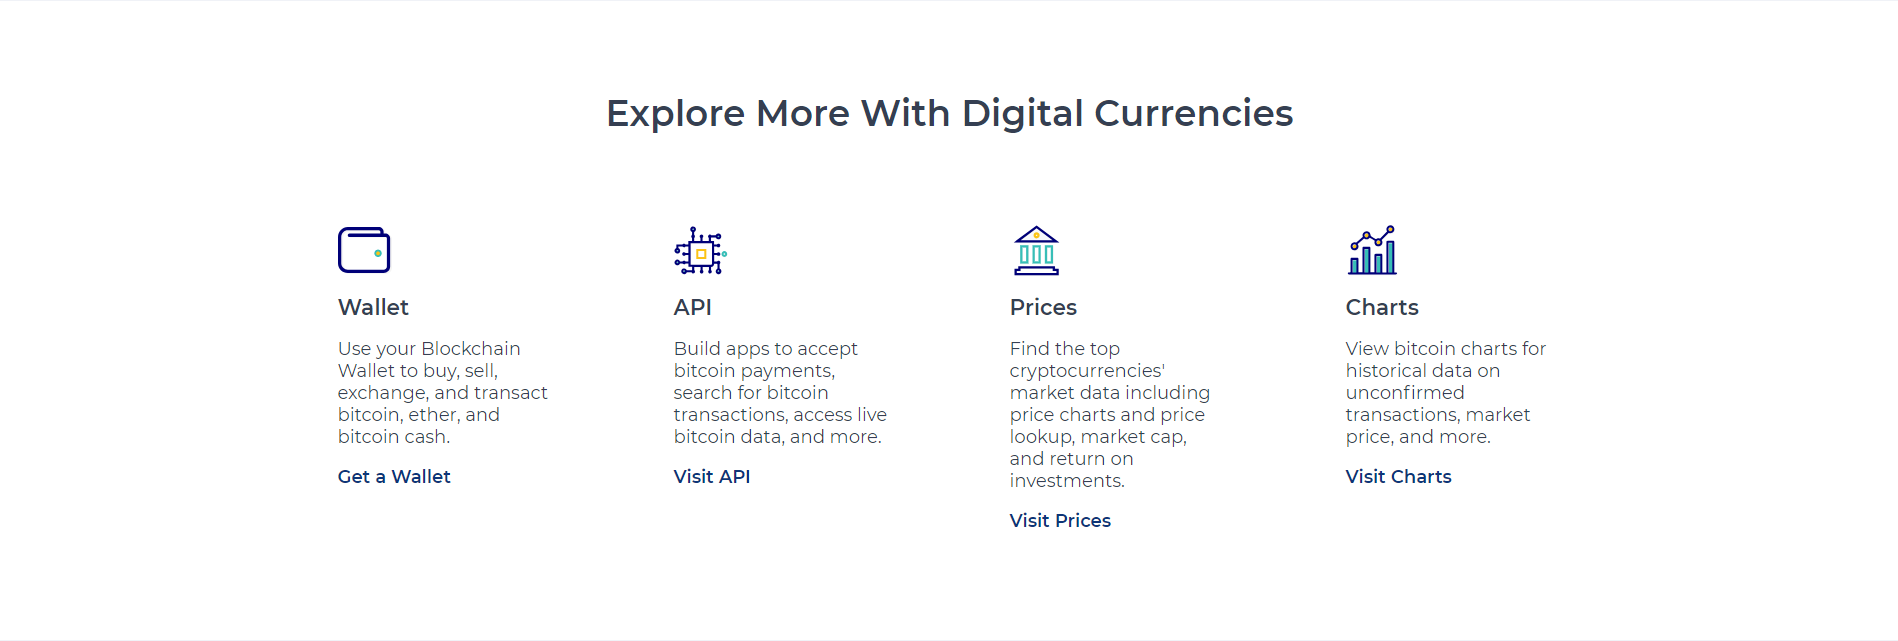 Explore More With Digital Currencies
Wallet
Use your Blockchain
Wallet to buy, sell,
exchange, and transact
bitcoin, ether, and
bitcoin cash.
Get a Wallet
API
Build apps to accept
bitcoin payments,
search for bitcoin
transactions, access live
bitcoin data, and more.
Visit API
Prices
Find the top
cryptocurrencies'
market data including
price charts and price
lookup, market cap,
and return on
investments.
Visit Prices
Charts
View bitcoin charts for
historical data on
unconfirmed
transactions, market
price, and more.
Visit Charts